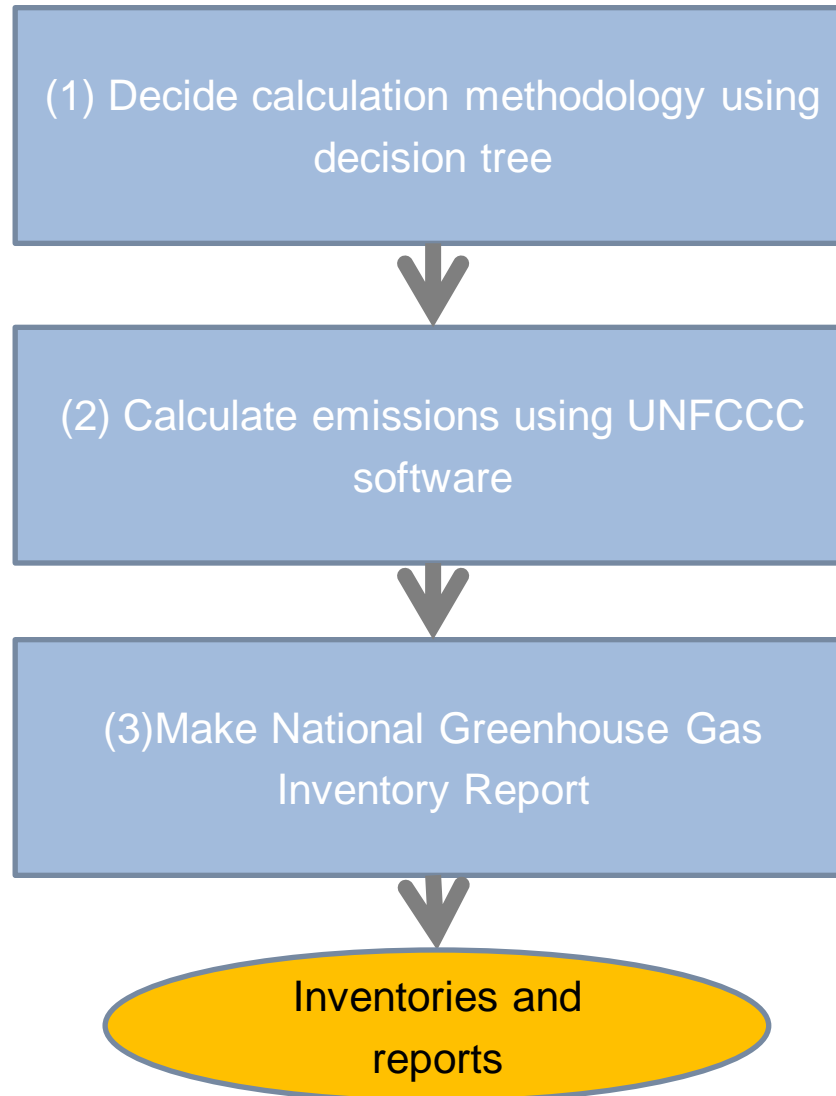 (1) Decide calculation methodology using
decision tree
(2) Calculate emissions using UNFCCC
software
(3)Make National Greenhouse Gas
Inventory Report
Inventories and
reports